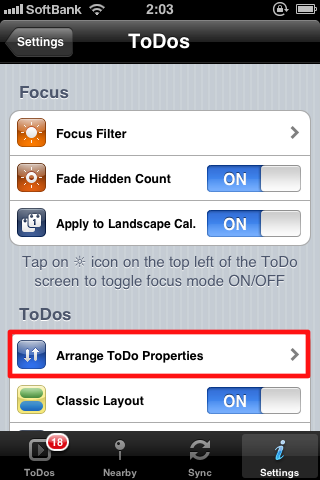 SoftBank 2:03
Settings ToDos
Focus
Focus Filter
Fade Hidden Count ON
1 Apply to Landscape Cal. ON
Tap on ☼ icon on the top left of the ToDo
screen to toggle focus mode ON/OFF
ToDos
Arrange ToDo Properties
Classic Layout ON
18
ToDos Nearby Sync Settings